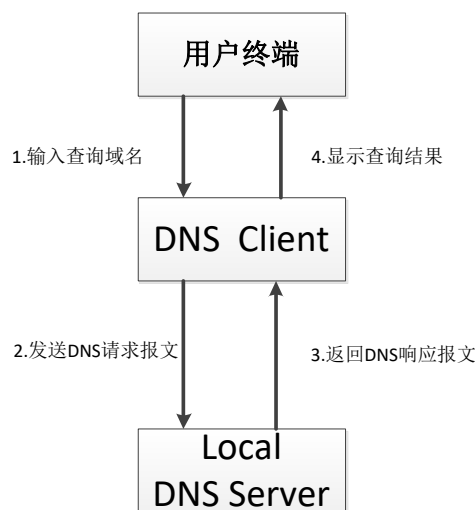 用户终端
1.输入查询域名
4.显示查询结果
DNS Client
2.发送DNS请求报文
3.返回DNS响应报文
Local
DNS Server